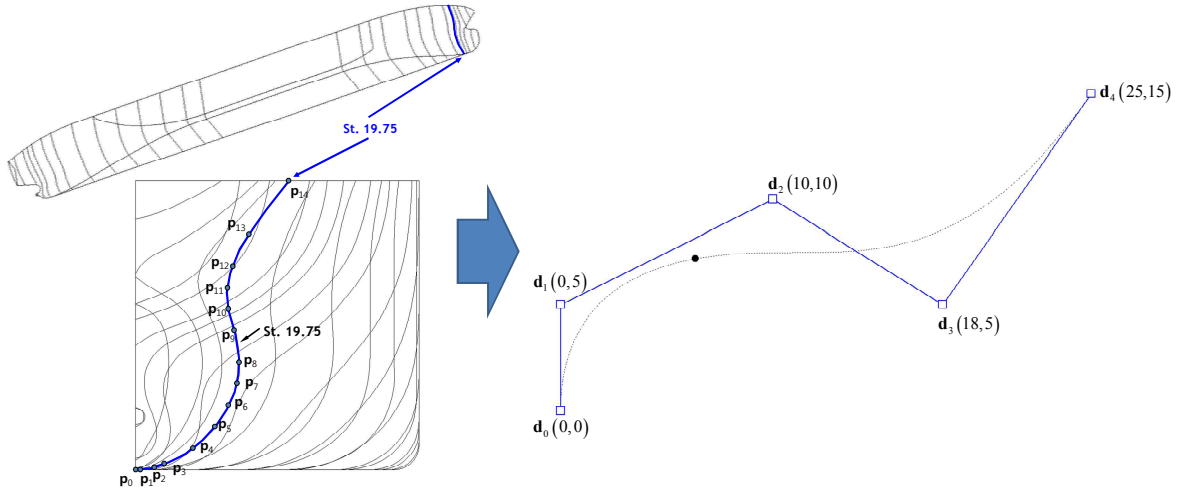 St. 19.75
p₁₄
p₁₃
p₁₂
p₁₁
p₁₀
p₉
St. 19.75
p₈
p₇
p₆
p₅
p₄
p₃
p₀ p₁ p₂
d₄ (25,15)
d₂ (10,10)
d₁ (0,5)
d₃ (18,5)
d₀ (0,0)